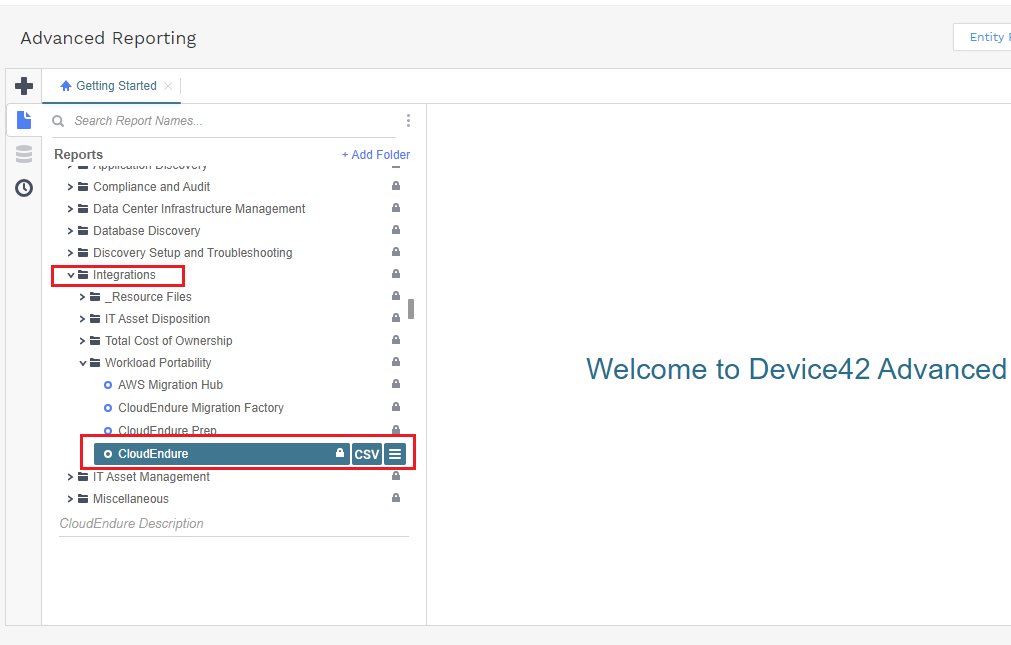 Advanced Reporting
Entity
Getting Started
Search Report Names...
Reports
+ Add Folder
Application Discovery
Compliance and Audit
Data Center Infrastructure Management
Database Discovery
Discovery Setup and Troubleshooting
Integrations
_Resource Files
IT Asset Disposition
Total Cost of Ownership
Workload Portability
AWS Migration Hub
CloudEndure Migration Factory
CloudEndure Prep
CloudEndure CSV
IT Asset Management
Miscellaneous
CloudEndure Description
Welcome to Device42 Advanced